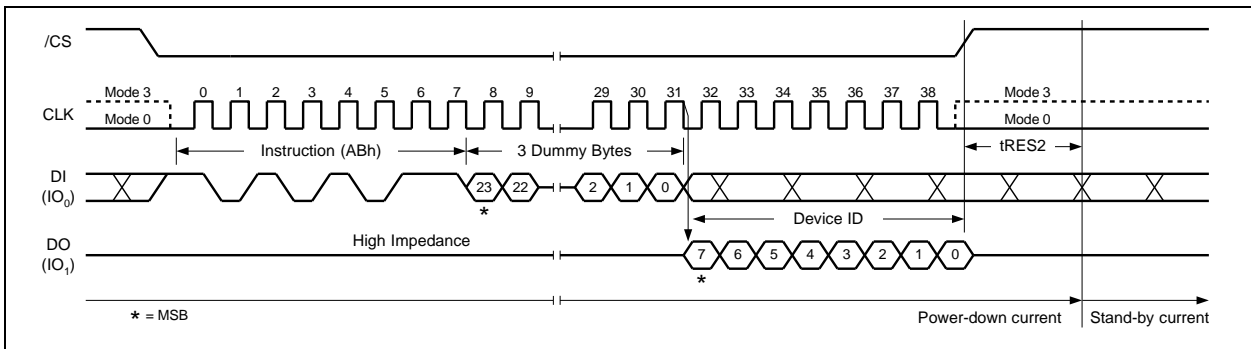 /CS
Mode 3 0 1 2 3 4 5 6 7 8 9 29 30 31 32 33 34 35 36 37 38 Mode 3
CLK
Mode 0 Mode 0
Instruction (ABh) 3 Dummy Bytes tRES2
DI
(IO0)
23 22 2 1 0
*
Device ID
High Impedance
DO
(IO1)
7 6 5 4 3 2 1 0
*
* = MSB
Power-down current Stand-by current